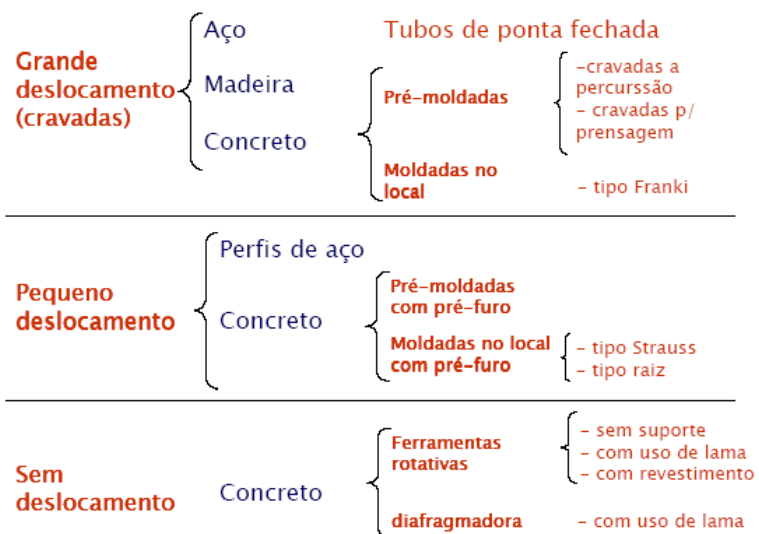 Grande
deslocamento
(cravadas)
Aço
Tubos de ponta fechada
Madeira
Concreto
Pré-moldadas
-cravadas a
percurssão
- cravadas p/
prensagem
Moldadas no
local
- tipo Franki
Pequeno
deslocamento
Perfis de aço
Concreto
Pré-moldadas
com pré-furo
Moldadas no local
com pré-furo
- tipo Strauss
- tipo raiz
Sem
deslocamento
Concreto
Ferramentas
rotativas
- sem suporte
- com uso de lama
- com revestimento
diafragmadora
- com uso de lama